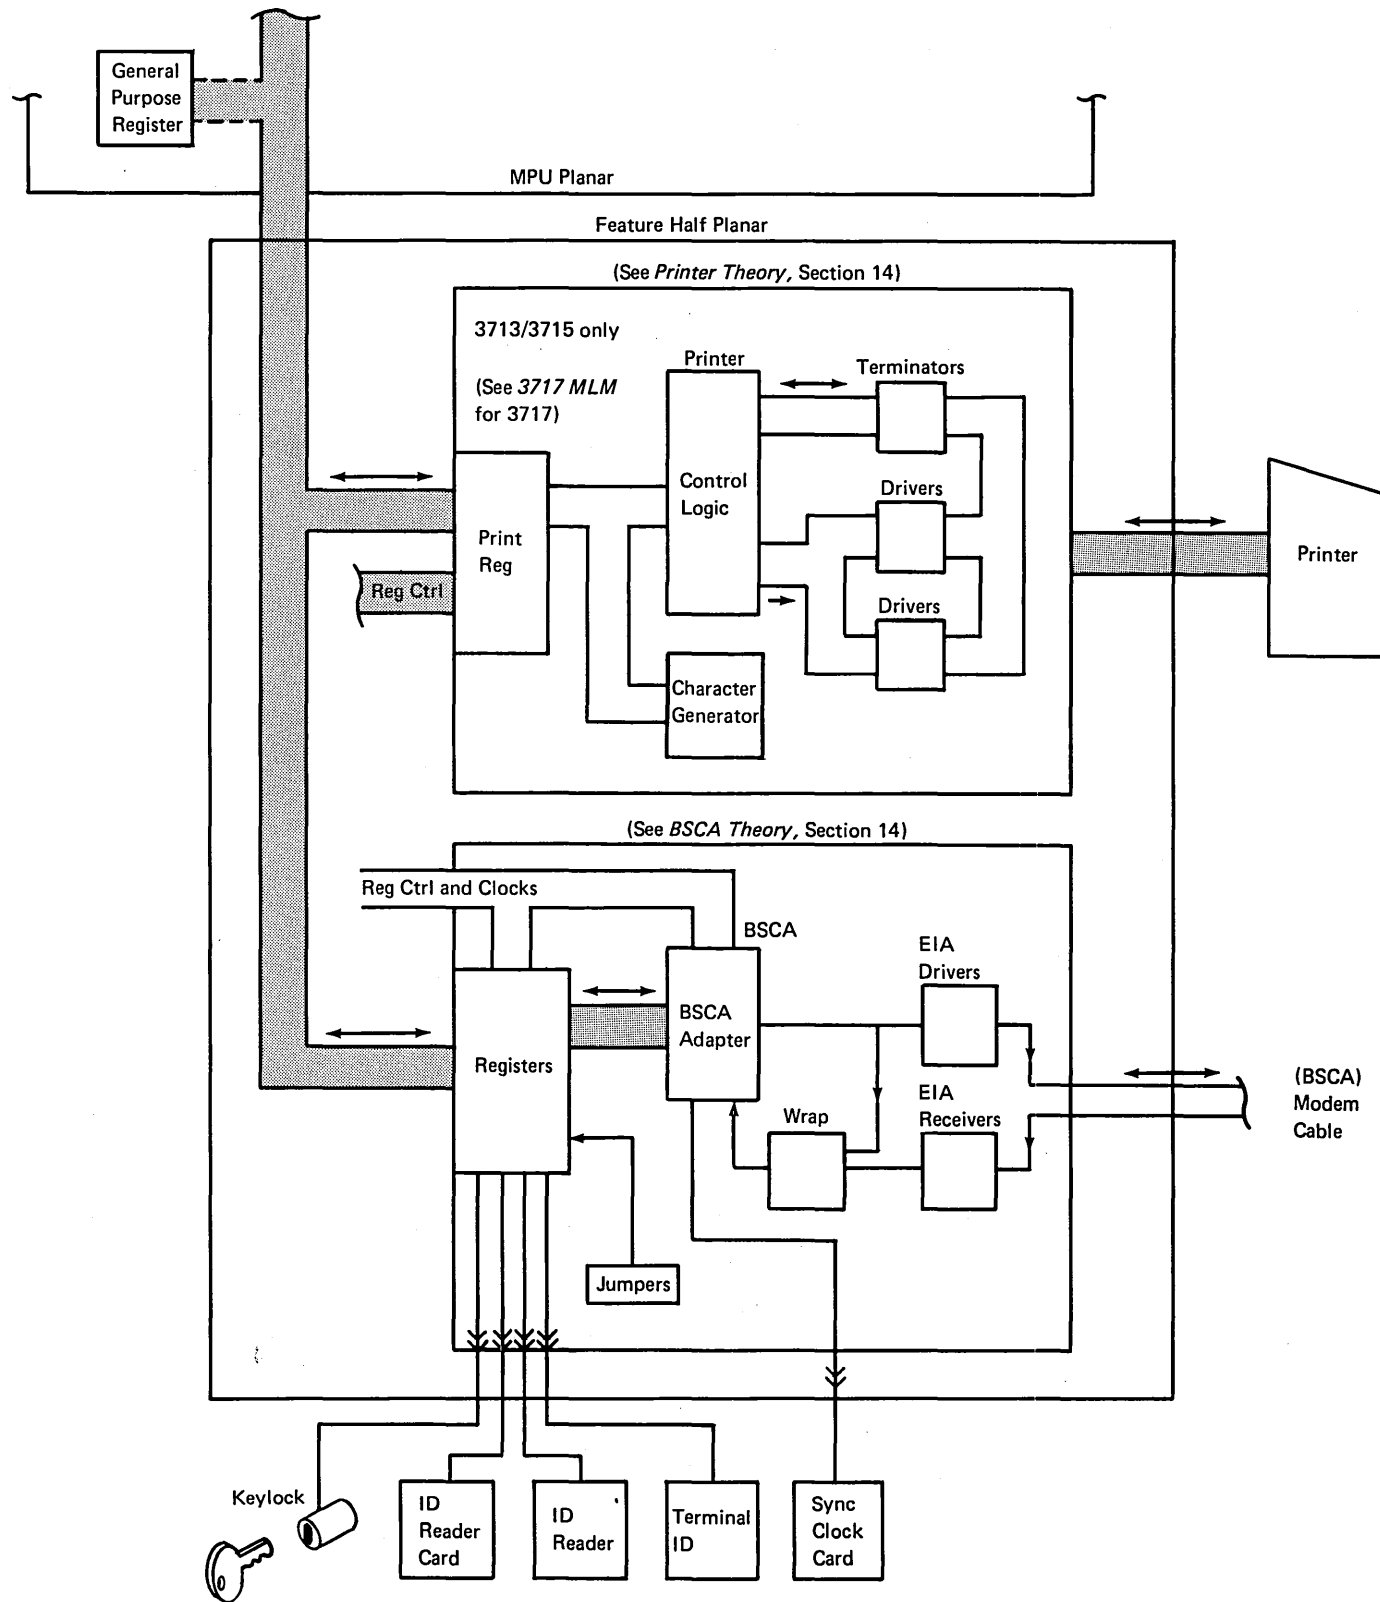 General
Purpose
Register
MPU Planar
Feature Half Planar
(See Printer Theory, Section 14)
3713/3715 only
(See 3717 MLM
for 3717)
Printer
Control
Logic
Terminators
Drivers
Drivers
Print
Reg
Reg Ctrl
Character
Generator
Printer
(See BSCA Theory, Section 14)
Reg Ctrl and Clocks
BSCA
BSCA
Adapter
EIA
Drivers
Registers
EIA
Receivers
Wrap
(BSCA)
Modem
Cable
Jumpers
Keylock
ID
Reader
Card
ID
Reader
Terminal
ID
Sync
Clock
Card